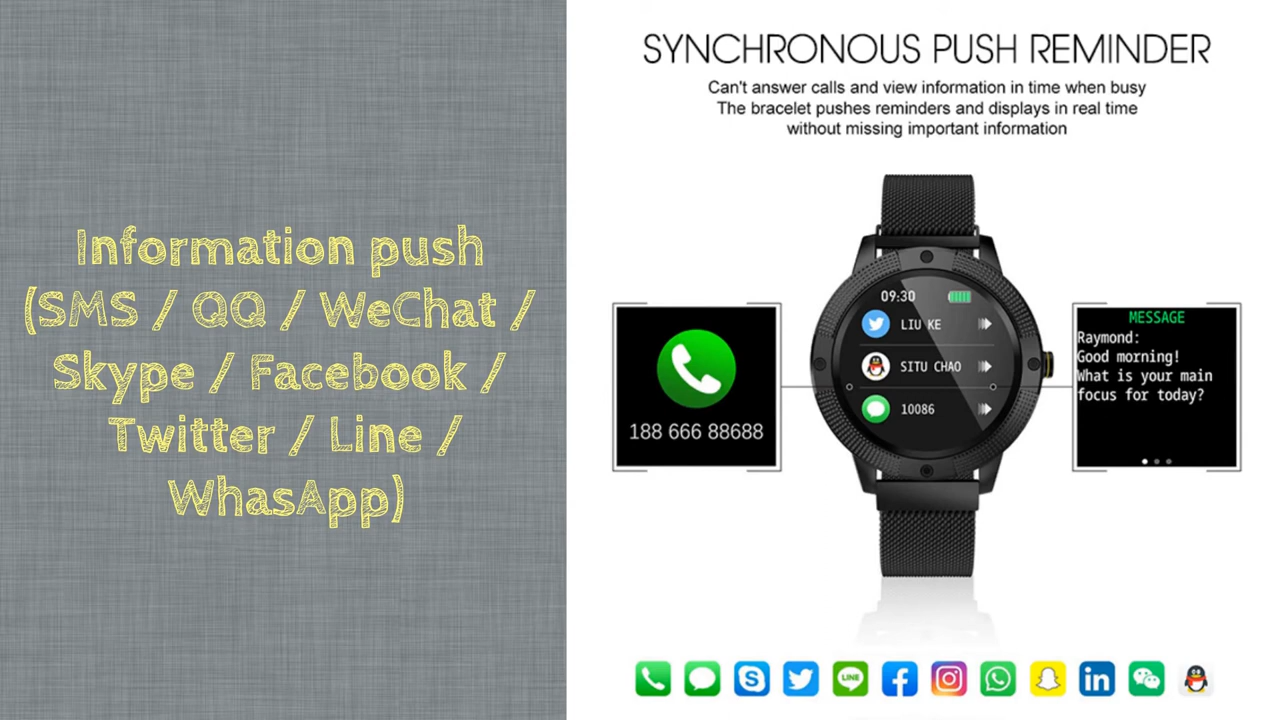 Information push
(SMS / QQ / WeChat /
Skype / Facebook /
Twitter / Line /
WhasApp)
SYNCHRONOUS PUSH REMINDER
Can't answer calls and view information in time when busy
The bracelet pushes reminders and displays in real time
without missing important information
188 666 88688
09:30
LIU KE
SITU CHAO
10086
MESSAGE
Raymond:
Good morning!
What is your main
focus for today?
LINE